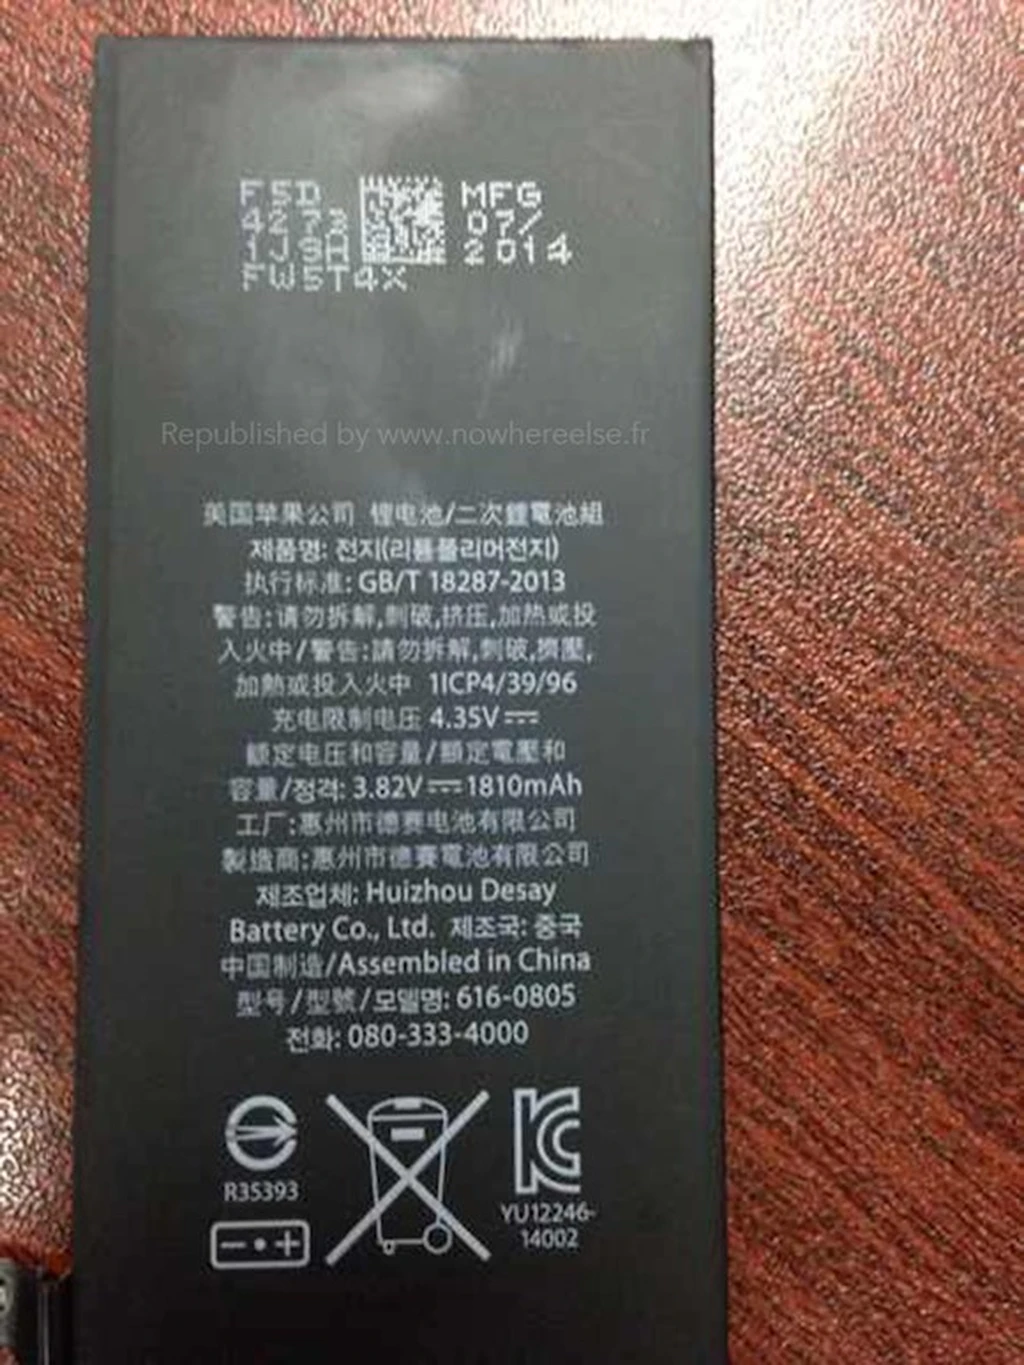 F5D
4273
1J9H
FW5T4X
MFG
07/
2014
Republished by www.nowhereelse.fr
美国苹果公司 锂电池/二次鋰電池組
제품명: 전지(리튬폴리머전지)
执行标准: GB/T 18287-2013
警告:请勿拆解,刺破,挤压,加热或投
入火中/警告:請勿拆解,刺破,擠壓,
加熱或投入火中 1ICP4/39/96
充电限制电压 4.35V
额定电压和容量/額定電壓和
容量/정격: 3.82V 1810mAh
工厂:惠州市德赛电池有限公司
製造商:惠州市德賽電池有限公司
제조업체: Huizhou Desay
Battery Co., Ltd. 제조국: 중국
中国制造/Assembled in China
型号/型號/모델명: 616-0805
전화: 080-333-4000
R35393
YU12246-
14002